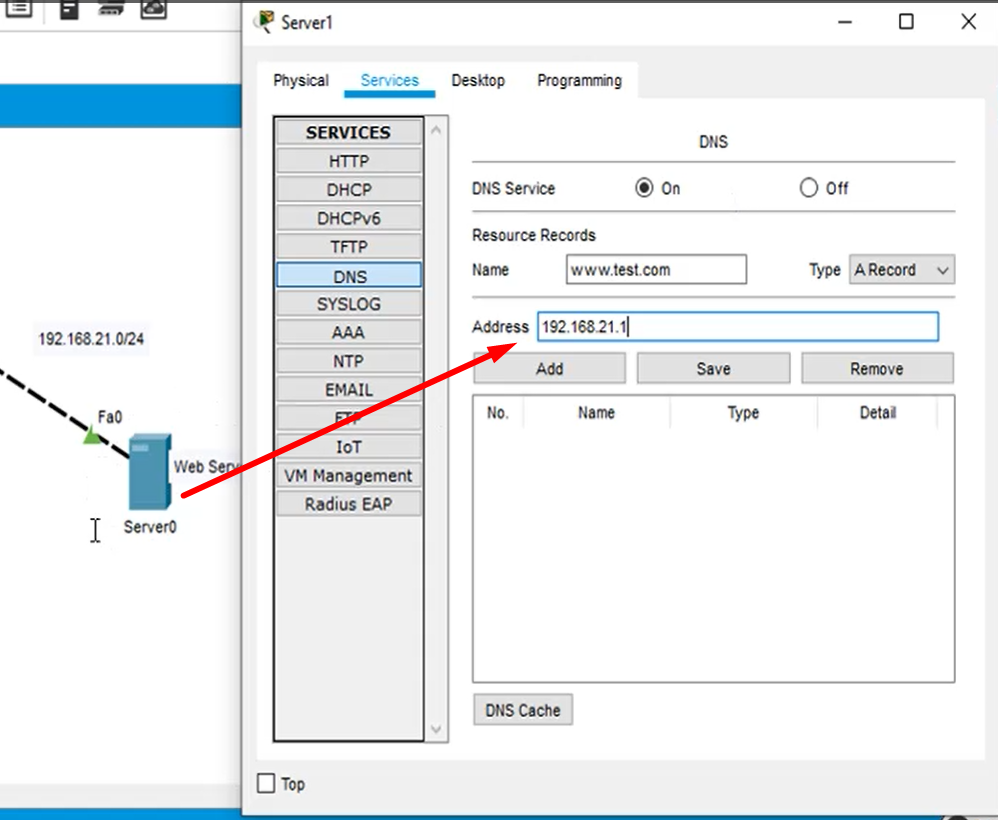 Server1
Physical Services Desktop Programming
SERVICES
HTTP
DHCP
DHCPv6
TFTP
DNS
SYSLOG
AAA
NTP
EMAIL
FTP
IoT
VM Management
Radius EAP
DNS
DNS Service On Off
Resource Records
Name www.test.com Type A Record
Address 192.168.21.1
Add Save Remove
No. Name Type Detail
DNS Cache
Top
192.168.21.0/24
Fa0
Web Serv
Server0